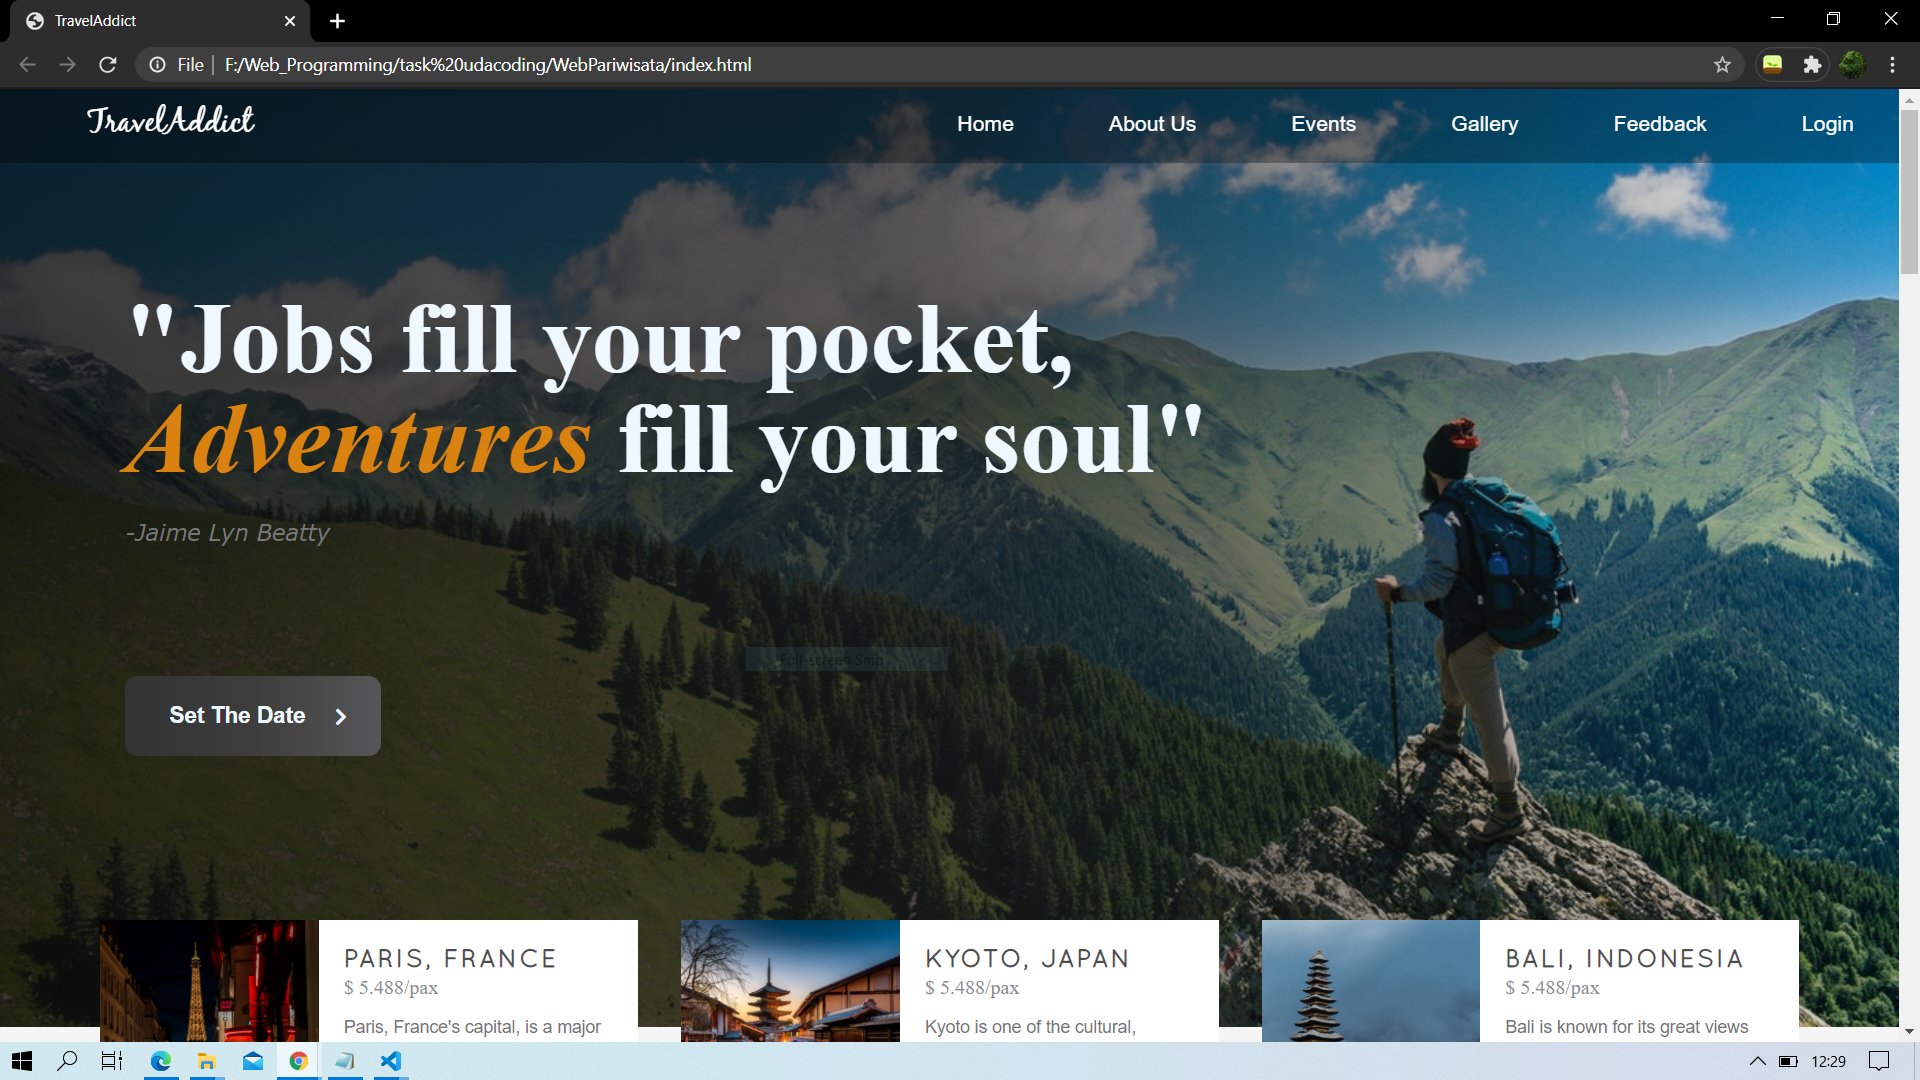 TravelAddict
File
F:/Web_Programming/task%20udacoding/WebPariwisata/index.html
TravelAddict
Home
About Us
Events
Gallery
Feedback
Login
"Jobs fill your pocket,
Adventures fill your soul"
-Jaime Lyn Beatty
Full-screen Snip
Set The Date
PARIS, FRANCE
$ 5.488/pax
Paris, France's capital, is a major
KYOTO, JAPAN
$ 5.488/pax
Kyoto is one of the cultural,
BALI, INDONESIA
$ 5.488/pax
Bali is known for its great views
12:29